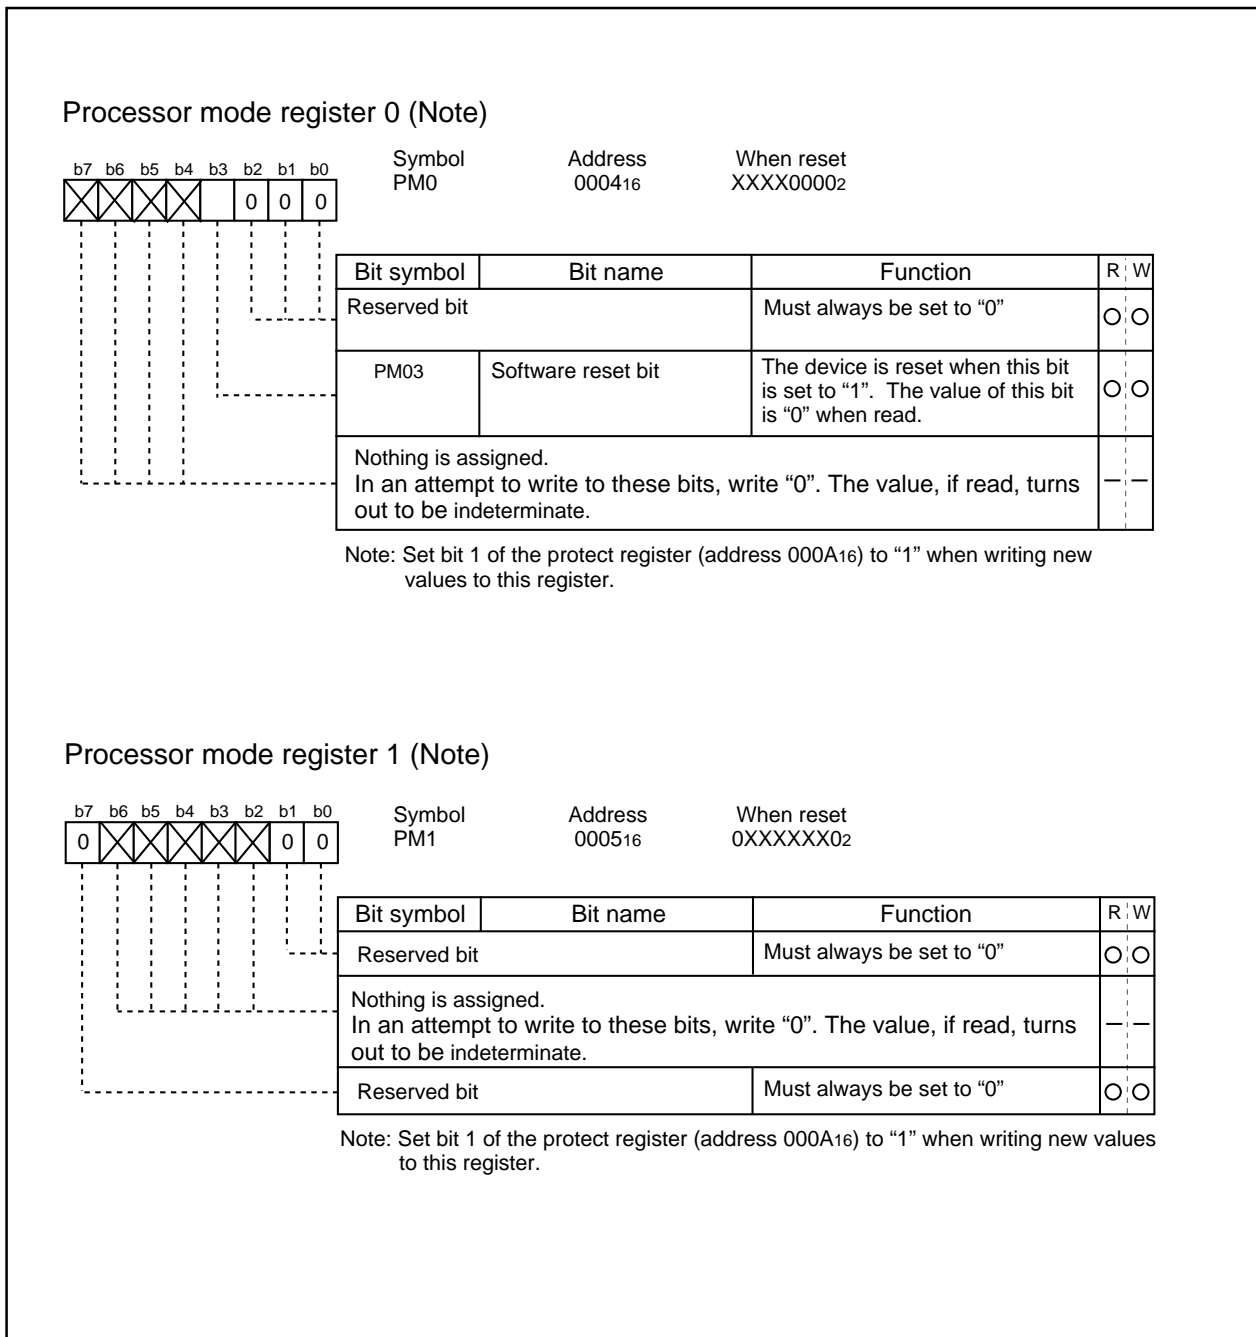 Processor mode register 0 (Note)
b7 b6 b5 b4 b3 b2 b1 b0
0 0 0
Symbol Address When reset
PM0 000416 XXXX00002
Bit symbol Bit name Function R W
Reserved bit Must always be set to “0”
PM03 Software reset bit The device is reset when this bit
is set to “1”. The value of this bit
is “0” when read.
Nothing is assigned.
In an attempt to write to these bits, write “0”. The value, if read, turns
out to be indeterminate.
Note: Set bit 1 of the protect register (address 000A16) to “1” when writing new
values to this register.
Processor mode register 1 (Note)
b7 b6 b5 b4 b3 b2 b1 b0
0 0 0
Symbol Address When reset
PM1 000516 0XXXXXX02
Bit symbol Bit name Function R W
Reserved bit Must always be set to “0”
Nothing is assigned.
In an attempt to write to these bits, write “0”. The value, if read, turns
out to be indeterminate.
Reserved bit Must always be set to “0”
Note: Set bit 1 of the protect register (address 000A16) to “1” when writing new values
to this register.